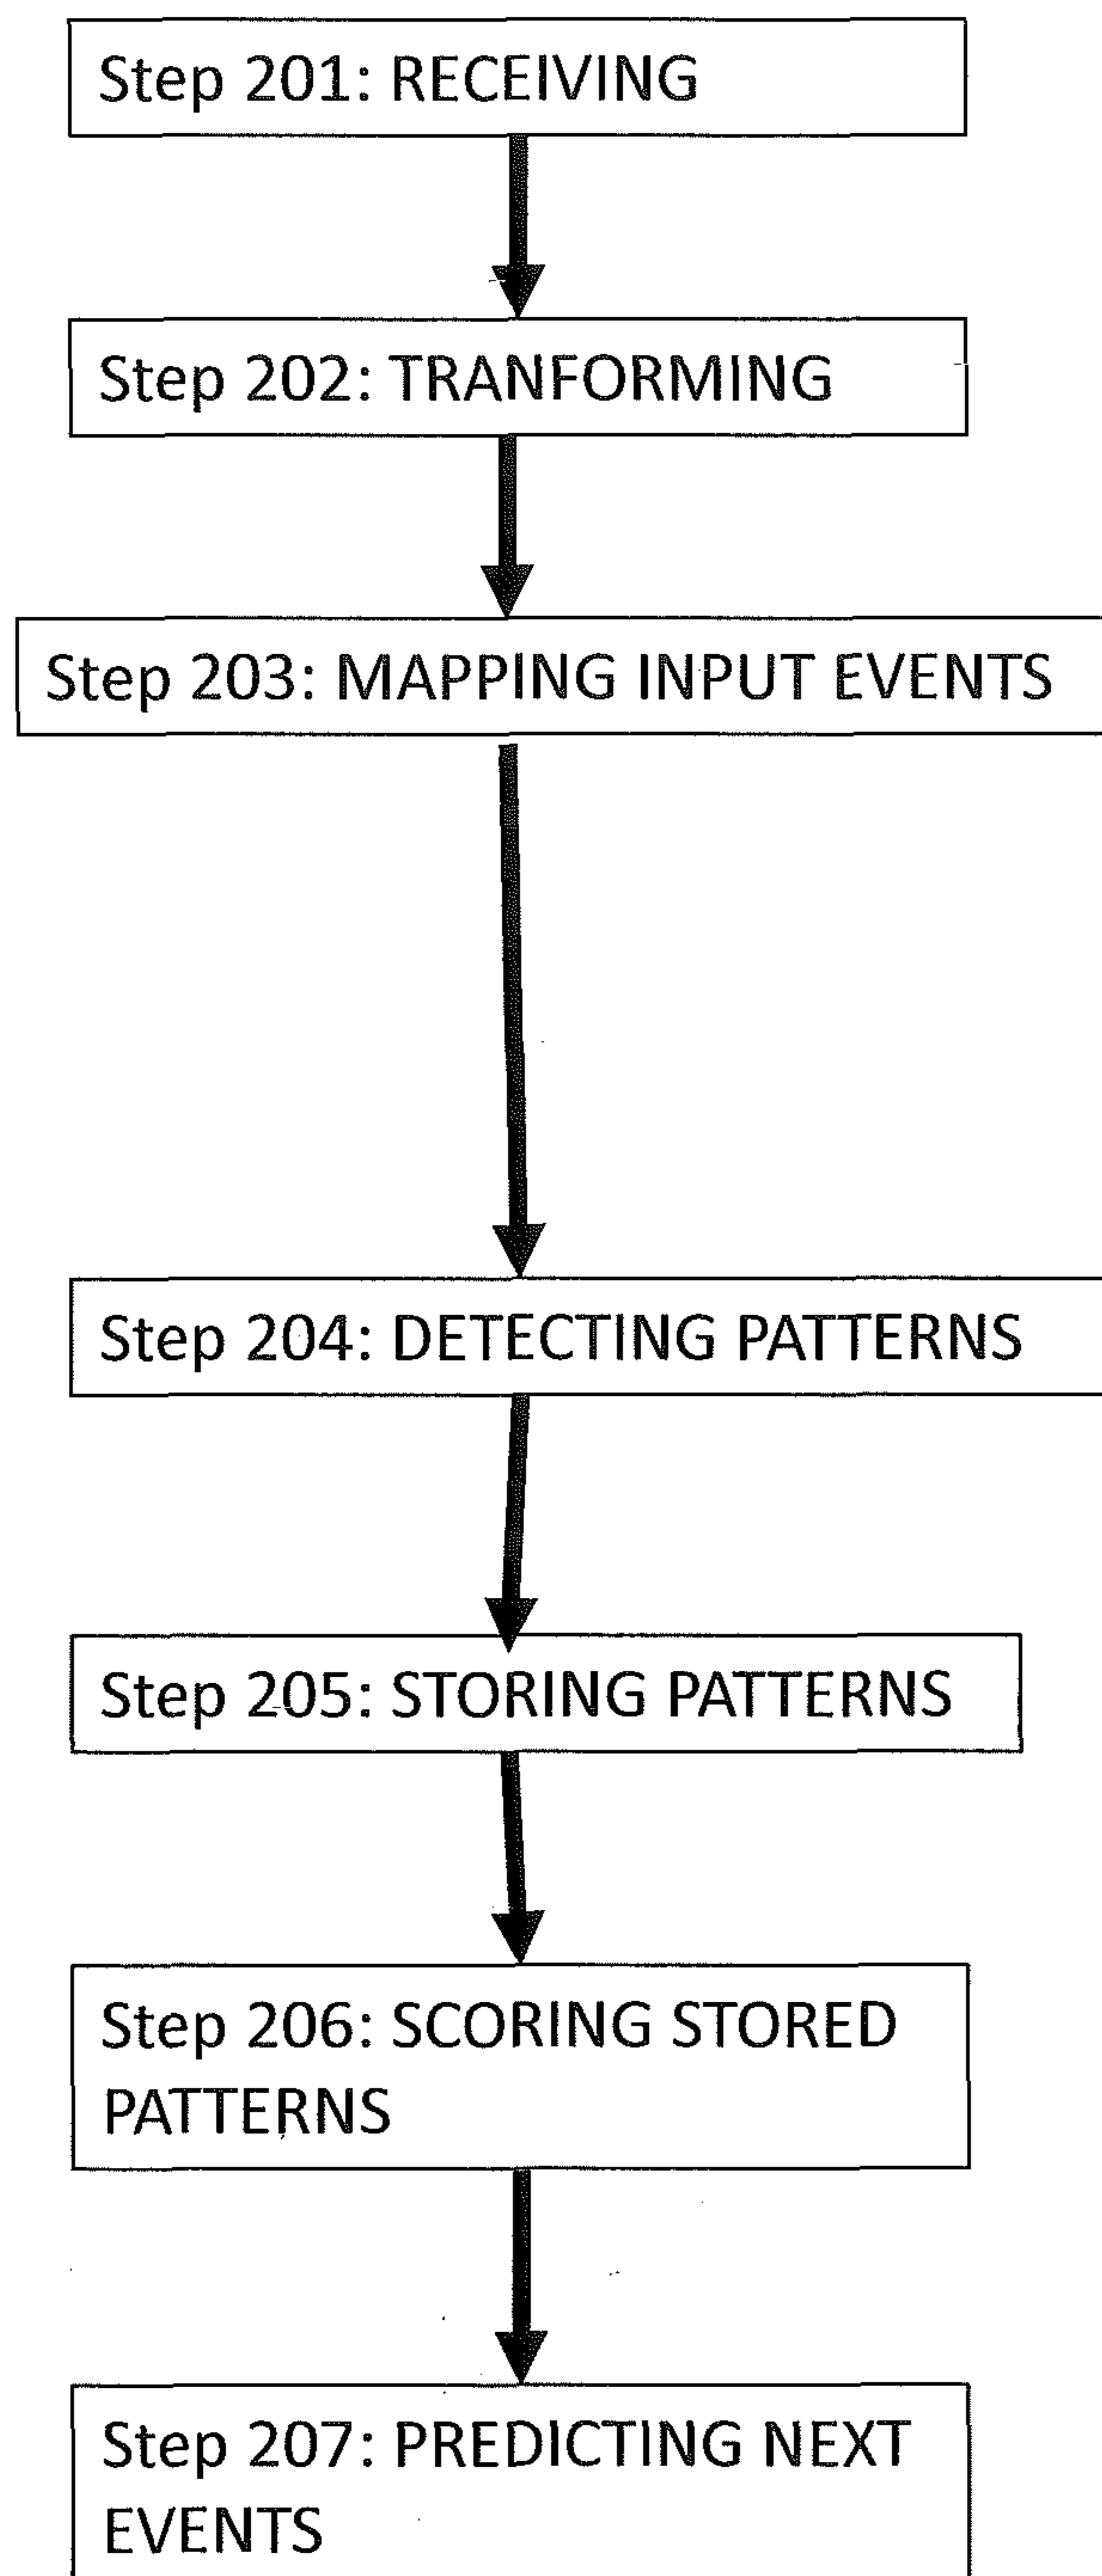 Step 201: RECEIVING
Step 202: TRANFORMING
Step 203: MAPPING INPUT EVENTS
Step 204: DETECTING PATTERNS
Step 205: STORING PATTERNS
Step 206: SCORING STORED
PATTERNS
Step 207: PREDICTING NEXT
EVENTS